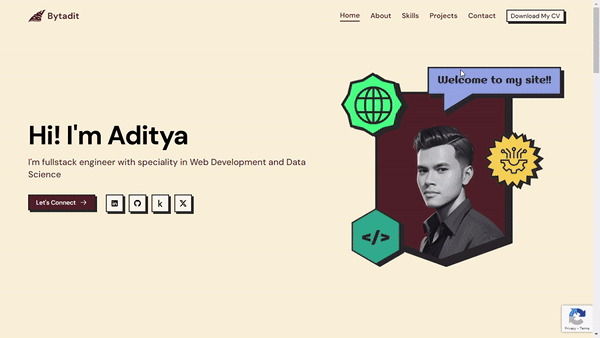 Bytadit
Home
About
Skills
Projects
Contact
Download My CV
Welcome to my site!!
Hi! I'm Aditya
I'm fullstack engineer with speciality in Web Development and Data
Science
Let's Connect
</>
Privacy - Terms